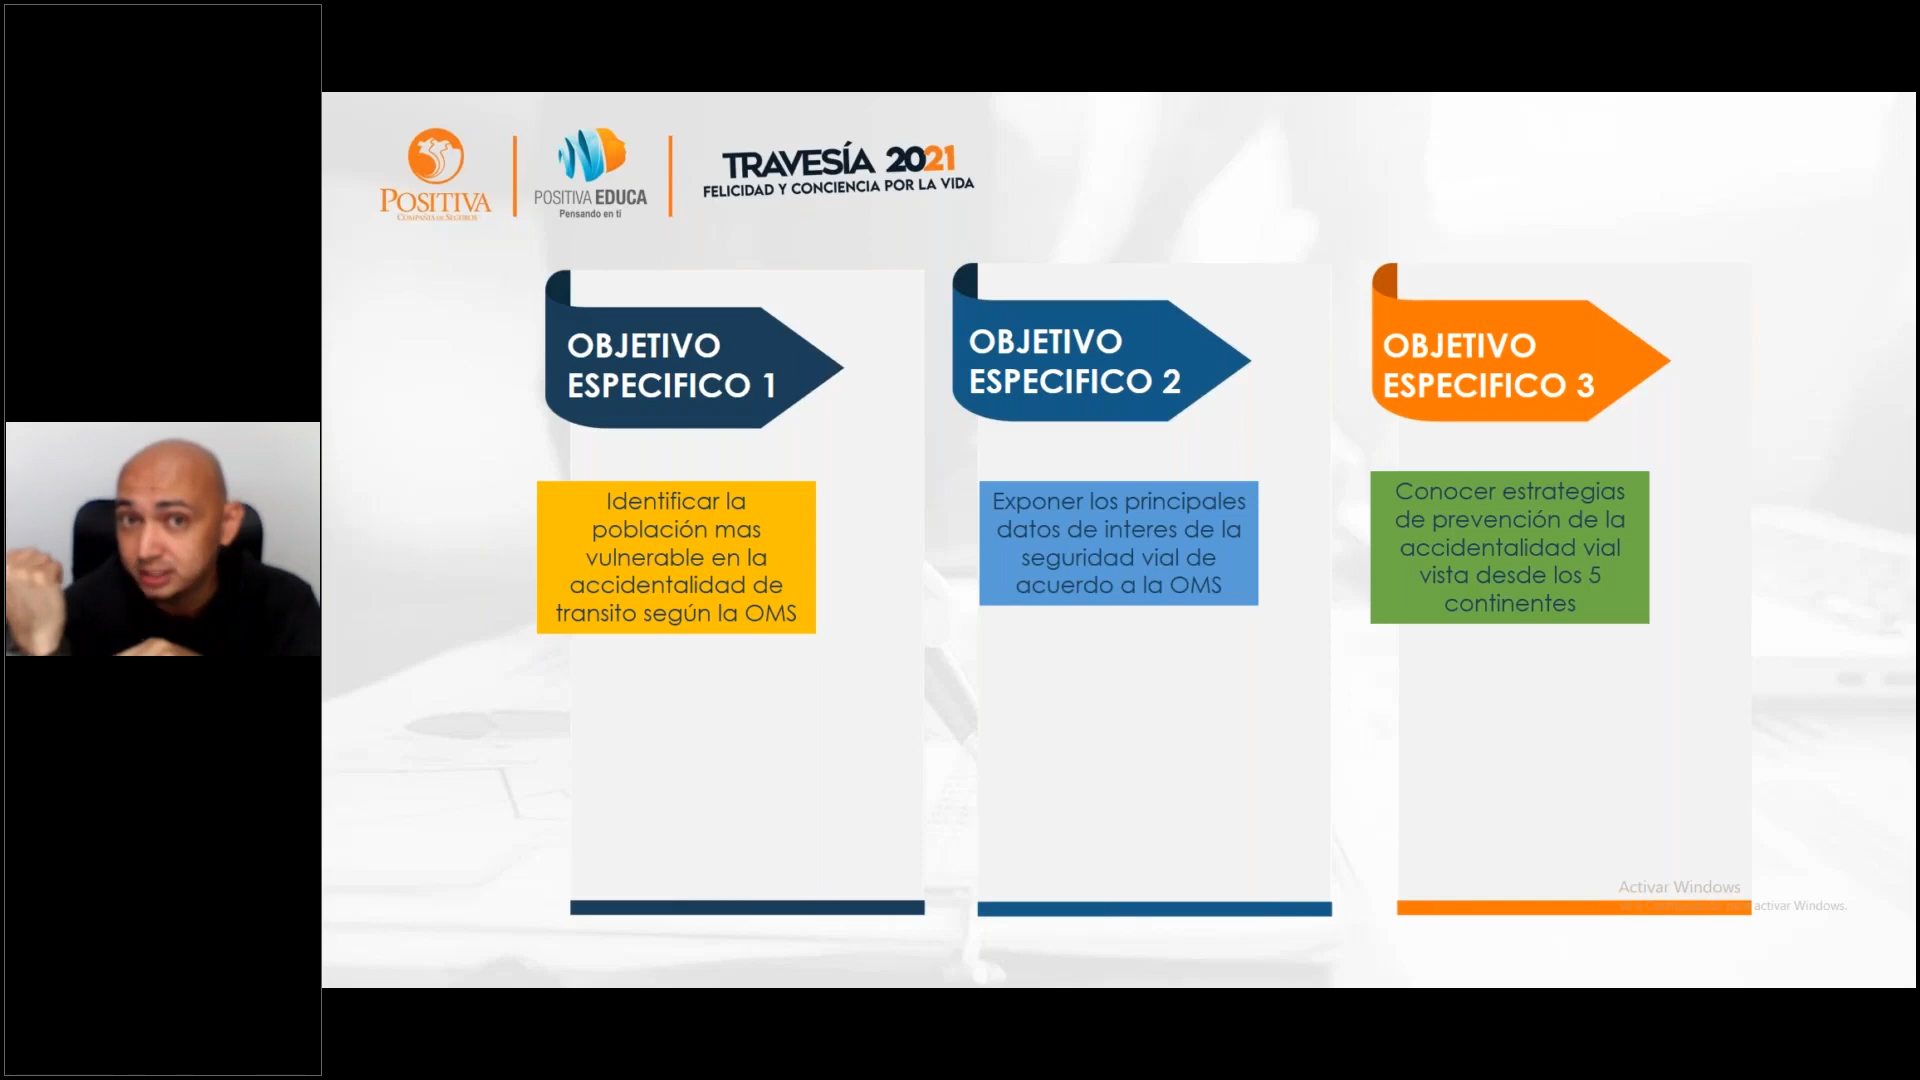 POSITIVA
COMPAÑIA DE SEGUROS
POSITIVA EDUCA
Pensando en ti
TRAVESÍA 2021
FELICIDAD Y CONCIENCIA POR LA VIDA
OBJETIVO
ESPECIFICO 1
Identificar la
población mas
vulnerable en la
accidentalidad de
transito según la OMS
OBJETIVO
ESPECIFICO 2
Exponer los principales
datos de interes de la
seguridad vial de
acuerdo a la OMS
OBJETIVO
ESPECIFICO 3
Conocer estrategias
de prevención de la
accidentalidad vial
vista desde los 5
continentes
Activar Windows
activar Windows.